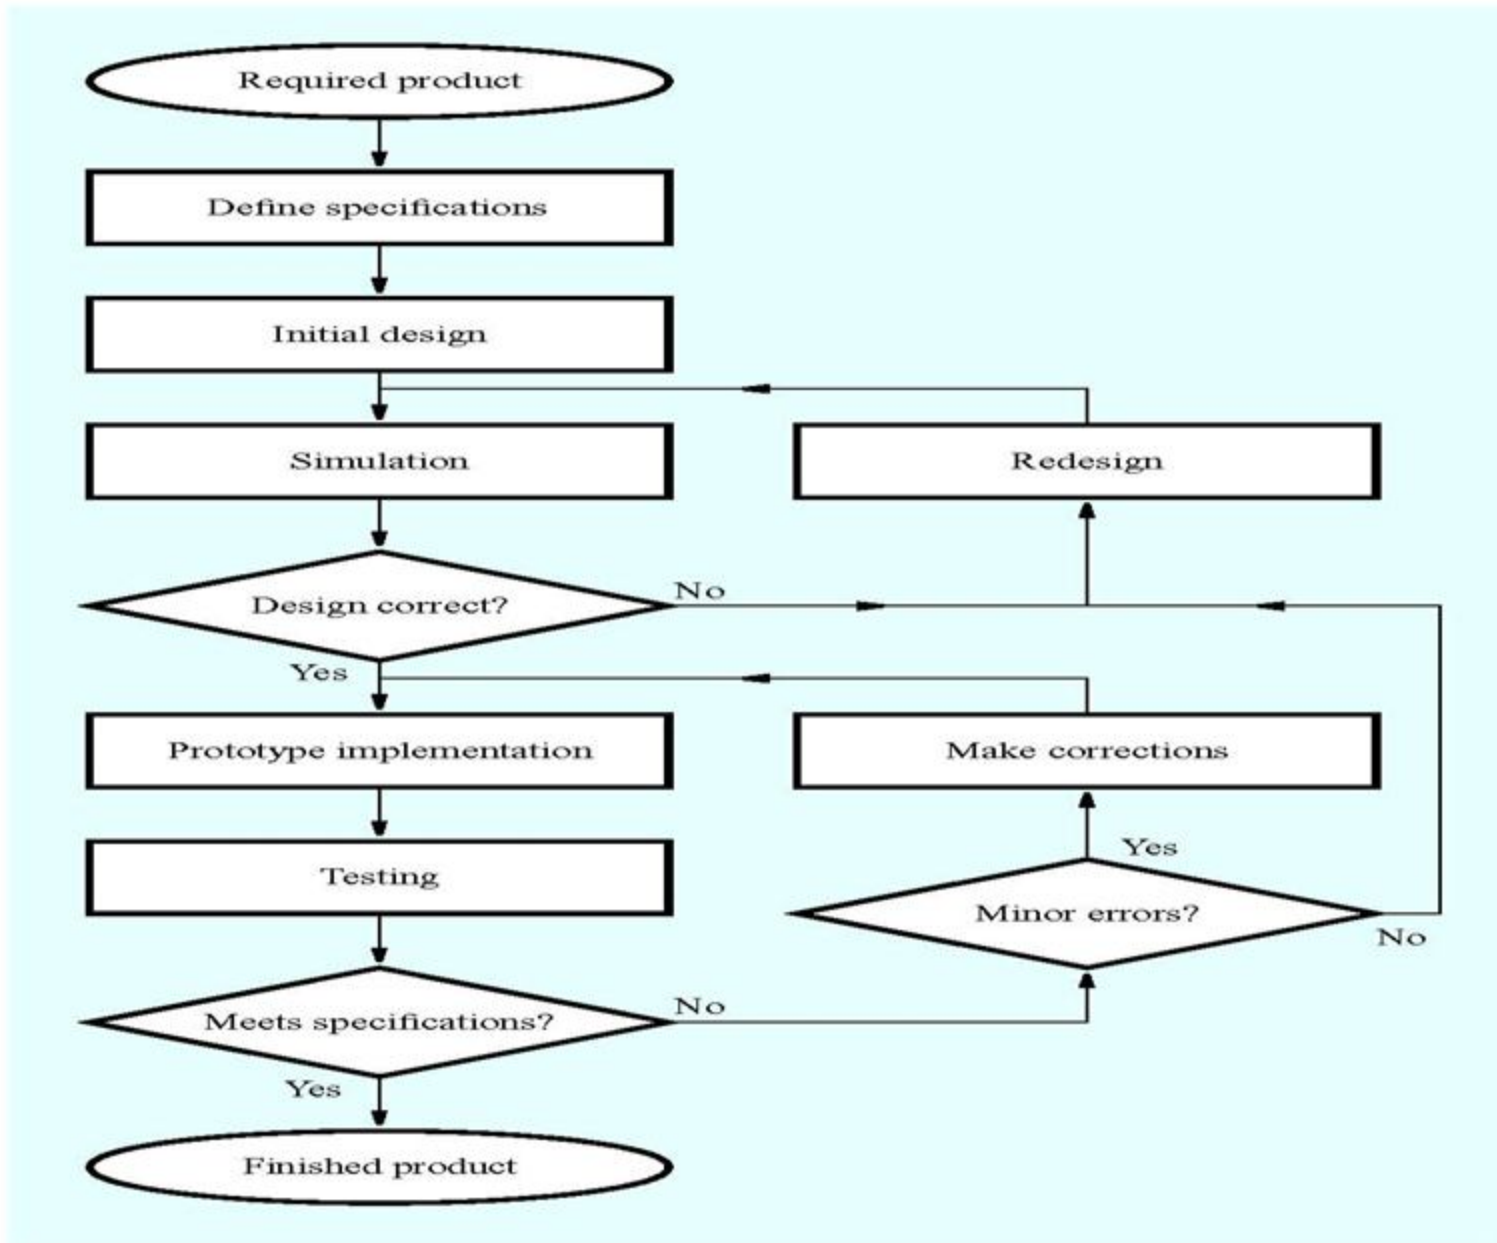 Required product
Define specifications
Initial design
Simulation
Redesign
Design correct?
No
Yes
Prototype implementation
Make corrections
Yes
Testing
Minor errors?
No
Meets specifications?
No
Yes
Finished product